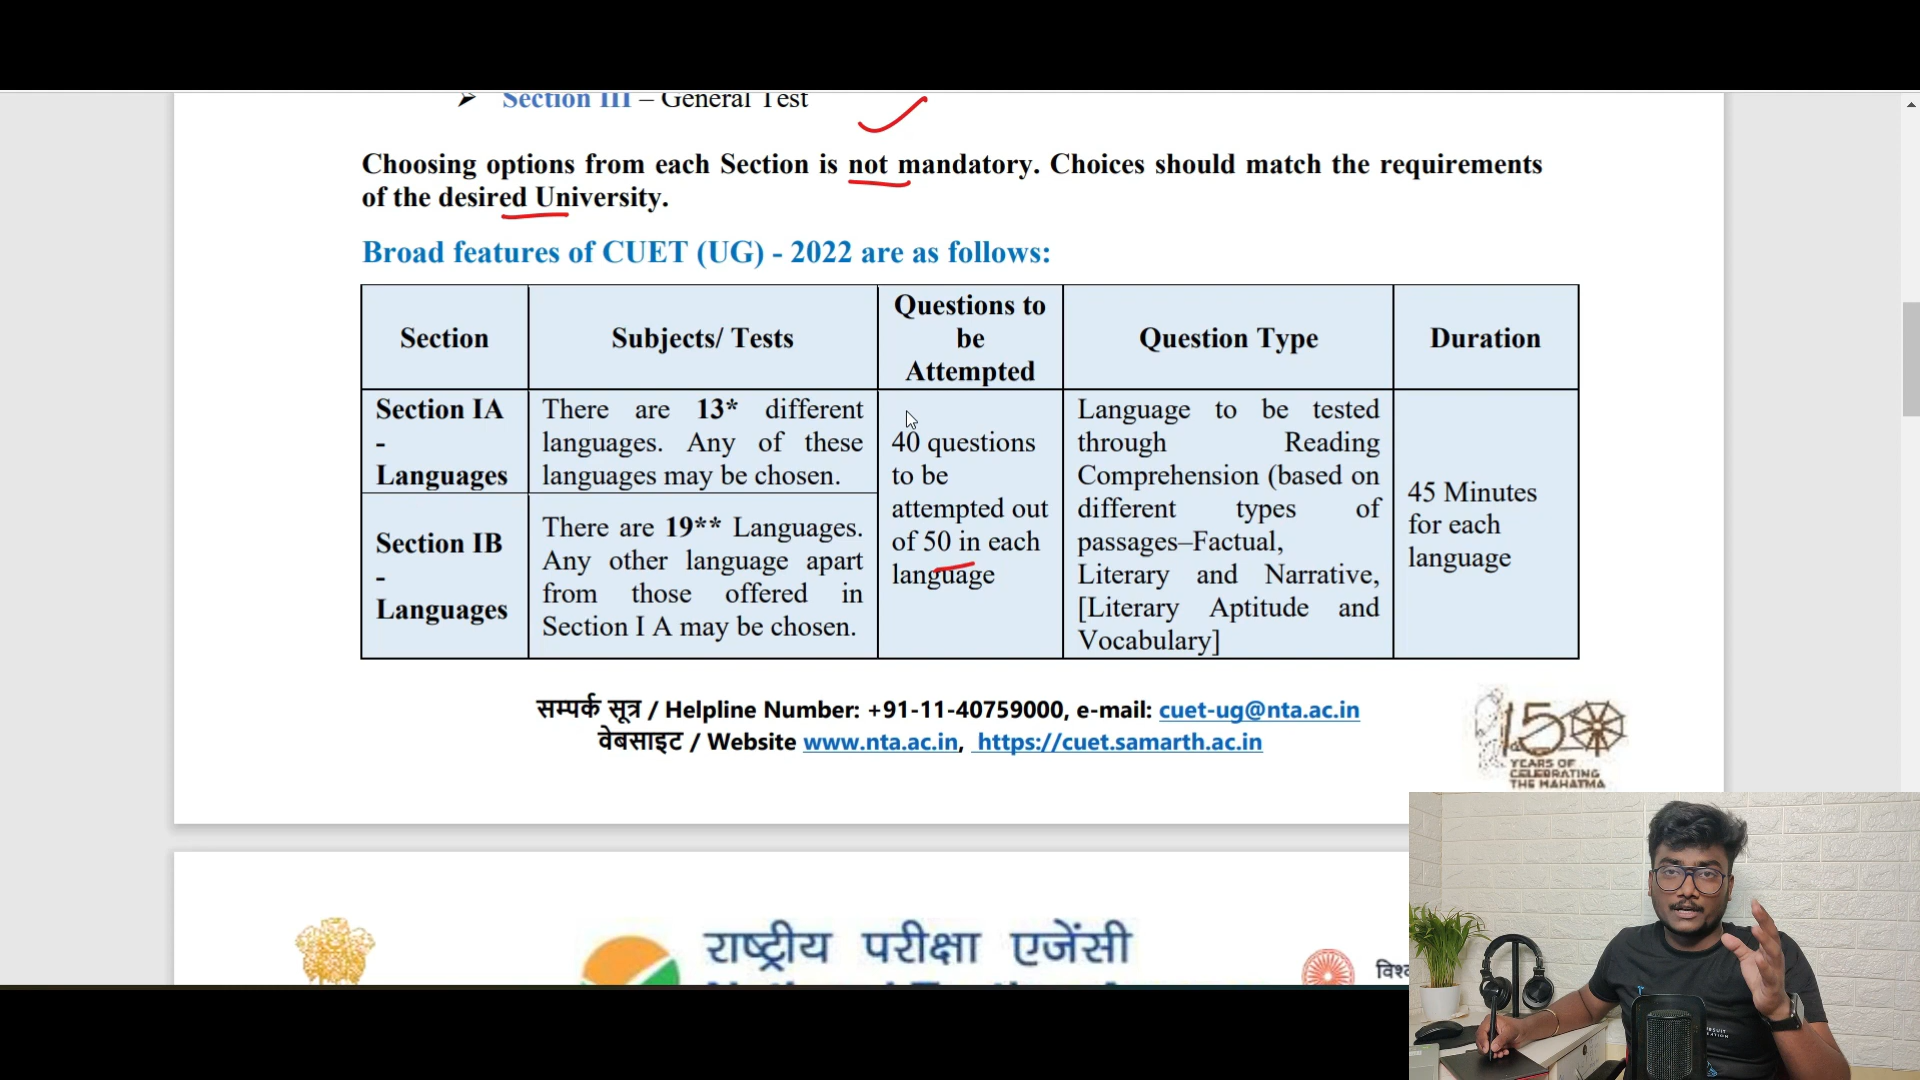 ➤ Section III – General Test
Choosing options from each Section is not mandatory. Choices should match the requirements
of the desired University.
Broad features of CUET (UG) - 2022 are as follows:
Section
Subjects/ Tests
Questions to
be
Attempted
Question Type
Duration
Section IA
-
Languages
There are 13* different
languages. Any of these
languages may be chosen.
40 questions
to be
attempted out
of 50 in each
language
Language to be tested
through Reading
Comprehension (based on
different types of
passages–Factual,
Literary and Narrative,
[Literary Aptitude and
Vocabulary]
45 Minutes
for each
language
Section IB
-
Languages
There are 19** Languages.
Any other language apart
from those offered in
Section I A may be chosen.
सम्पर्क सूत्र / Helpline Number: +91-11-40759000, e-mail: cuet-ug@nta.ac.in
वेबसाइट / Website www.nta.ac.in, https://cuet.samarth.ac.in
150
YEARS OF
CELEBRATING
THE MAHATMA
राष्ट्रीय परीक्षा एजेंसी